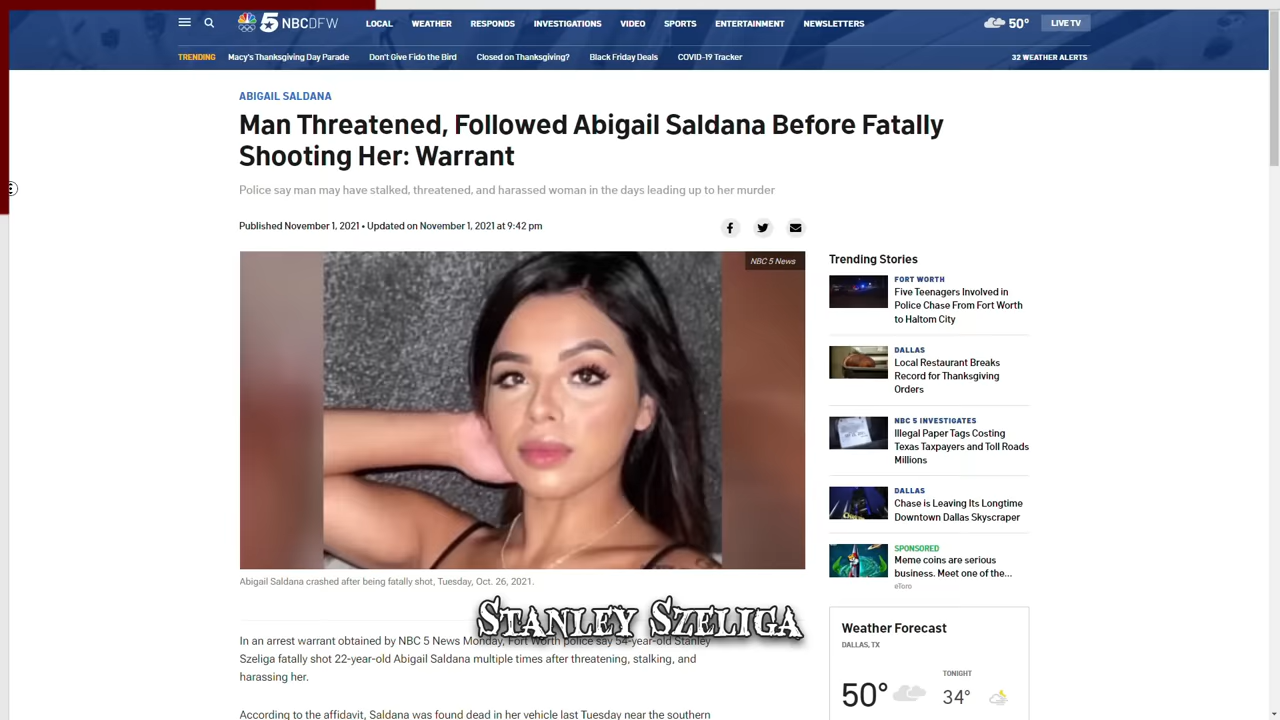 5 NBCDFW LOCAL WEATHER RESPONDS INVESTIGATIONS VIDEO SPORTS ENTERTAINMENT NEWSLETTERS 50° LIVE TV
TRENDING Macy's Thanksgiving Day Parade Don't Give Fido the Bird Closed on Thanksgiving? Black Friday Deals COVID-19 Tracker 32 WEATHER ALERTS
ABIGAIL SALDANA
Man Threatened, Followed Abigail Saldana Before Fatally
Shooting Her: Warrant
Police say man may have stalked, threatened, and harassed woman in the days leading up to her murder
Published November 1, 2021 • Updated on November 1, 2021 at 9:42 pm
NBC 5 News
Abigail Saldana crashed after being fatally shot, Tuesday, Oct. 26, 2021.
STANLEY SZELIGA
In an arrest warrant obtained by NBC 5 News Monday, Fort Worth police say 54-year-old Stanley
Szeliga fatally shot 22-year-old Abigail Saldana multiple times after threatening, stalking, and
harassing her.
According to the affidavit, Saldana was found dead in her vehicle last Tuesday near the southern
Trending Stories
FORT WORTH
Five Teenagers Involved in
Police Chase From Fort Worth
to Haltom City
DALLAS
Local Restaurant Breaks
Record for Thanksgiving
Orders
NBC 5 INVESTIGATES
Illegal Paper Tags Costing
Texas Taxpayers and Toll Roads
Millions
DALLAS
Chase is Leaving Its Longtime
Downtown Dallas Skyscraper
SPONSORED
Meme coins are serious
business. Meet one of the...
eToro
Weather Forecast
DALLAS, TX
50°
TONIGHT
34°